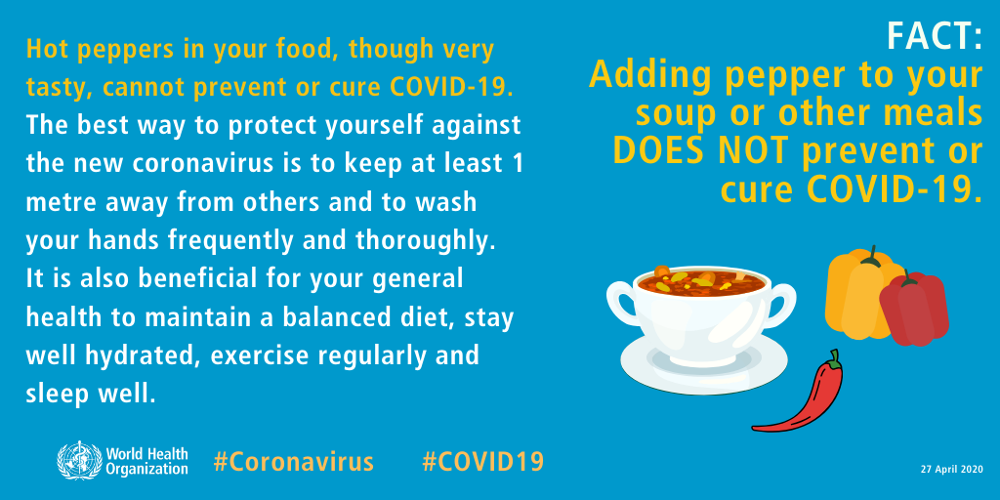 Hot peppers in your food, though very
tasty, cannot prevent or cure COVID-19.
The best way to protect yourself against
the new coronavirus is to keep at least 1
metre away from others and to wash
your hands frequently and thoroughly.
It is also beneficial for your general
health to maintain a balanced diet, stay
well hydrated, exercise regularly and
sleep well.
FACT:
Adding pepper to your
soup or other meals
DOES NOT prevent or
cure COVID-19.
World Health
Organization
#Coronavirus #COVID19
27 April 2020